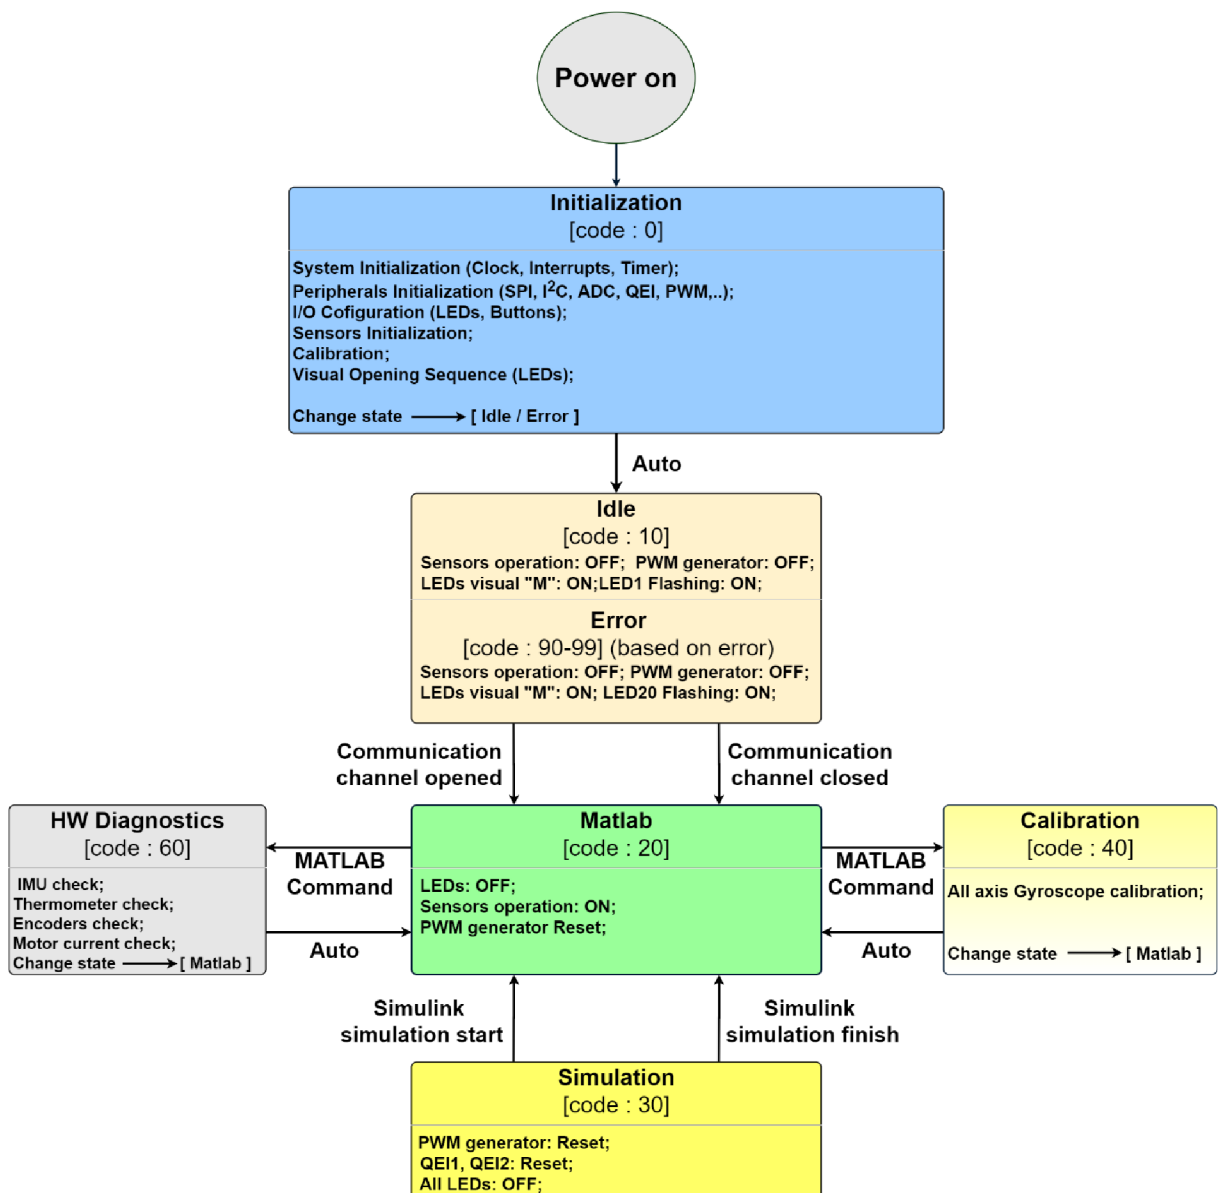 Power on
Initialization
[code : 0]
System Initialization (Clock, Interrupts, Timer);
Peripherals Initialization (SPI, I²C, ADC, QEI, PWM,..);
I/O Cofiguration (LEDs, Buttons);
Sensors Initialization;
Calibration;
Visual Opening Sequence (LEDs);
Change state [ Idle / Error ]
Auto
Idle
[code : 10]
Sensors operation: OFF; PWM generator: OFF;
LEDs visual "M": ON;LED1 Flashing: ON;
Error
[code : 90-99] (based on error)
Sensors operation: OFF; PWM generator: OFF;
LEDs visual "M": ON; LED20 Flashing: ON;
Communication
channel opened
Communication
channel closed
HW Diagnostics
[code : 60]
IMU check;
Thermometer check;
Encoders check;
Motor current check;
Change state [ Matlab ]
MATLAB
Command
Auto
Matlab
[code : 20]
LEDs: OFF;
Sensors operation: ON;
PWM generator Reset;
MATLAB
Command
Auto
Calibration
[code : 40]
All axis Gyroscope calibration;
Change state [ Matlab ]
Simulink
simulation start
Simulink
simulation finish
Simulation
[code : 30]
PWM generator: Reset;
QEI1, QEI2: Reset;
All LEDs: OFF;